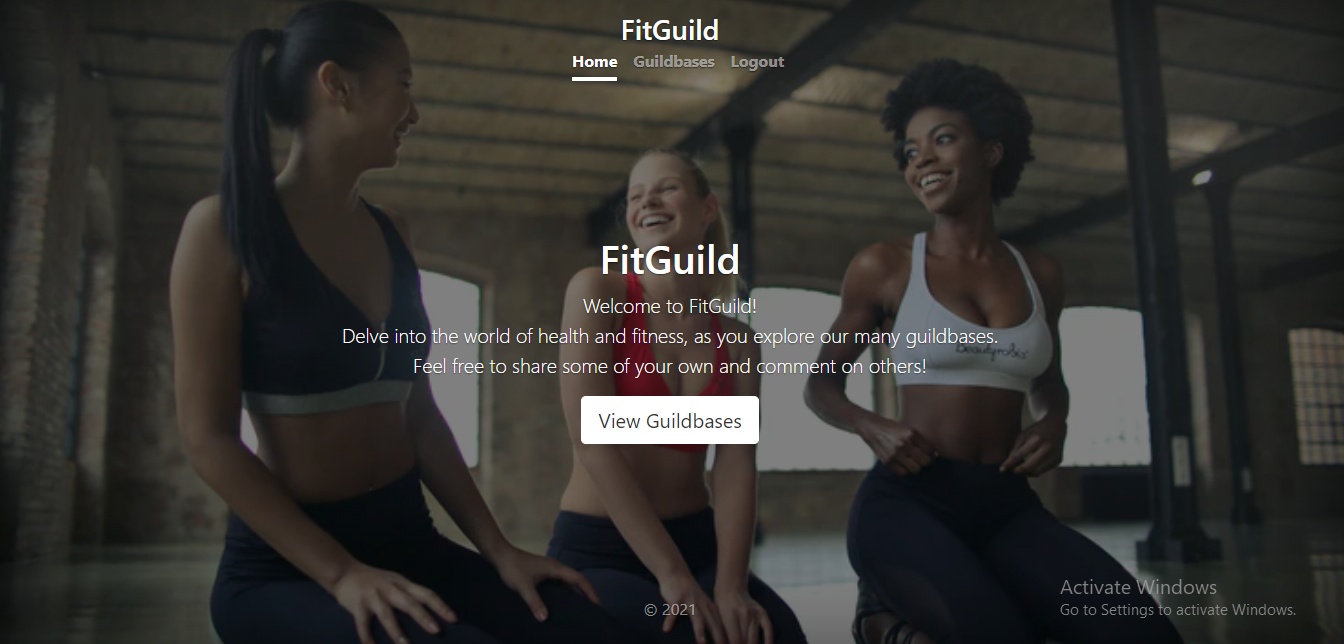 FitGuild
Home Guildbases Logout
FitGuild
Welcome to FitGuild!
Delve into the world of health and fitness, as you explore our many guildbases.
Feel free to share some of your own and comment on others!
View Guildbases
© 2021
Activate Windows
Go to Settings to activate Windows.